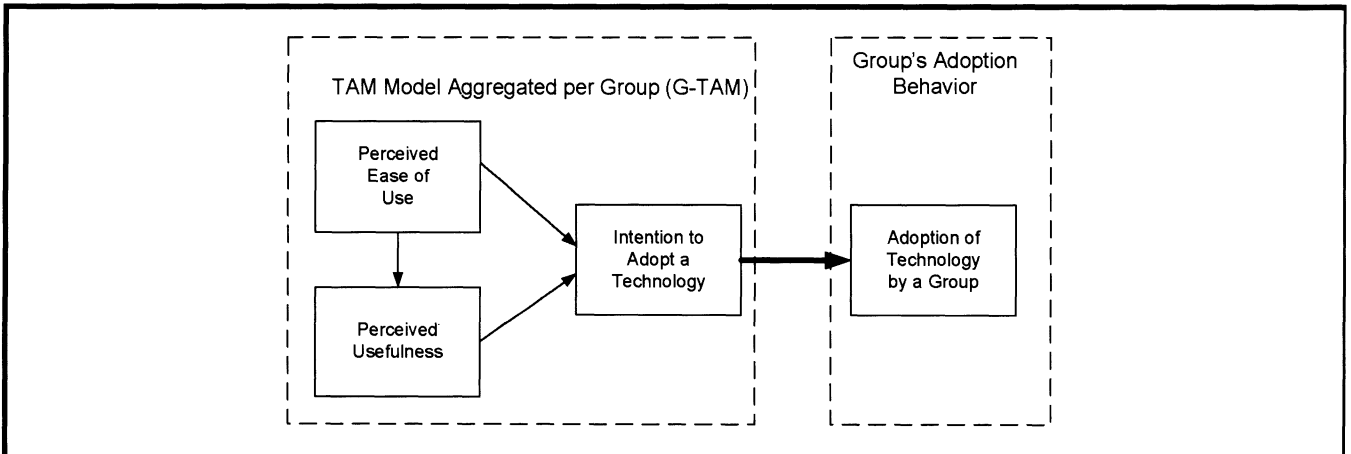 TAM Model Aggregated per Group (G-TAM)
Perceived
Ease of
Use
Perceived
Usefulness
Intention to
Adopt a
Technology
Group's Adoption
Behavior
Adoption of
Technology
by a Group